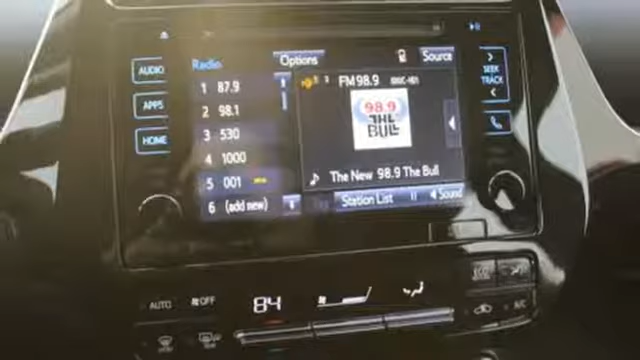 Radio
Options
Source
AUDIO
APPS
HOME
1 87.9
2 98.1
3 530
4 1000
5 001
6 (add new)
FM 98.9
98.9
THE
BULL
The New 98.9 The Bull
Station List
Sound
SEEK
TRACK
AUTO
OFF
84
A/C